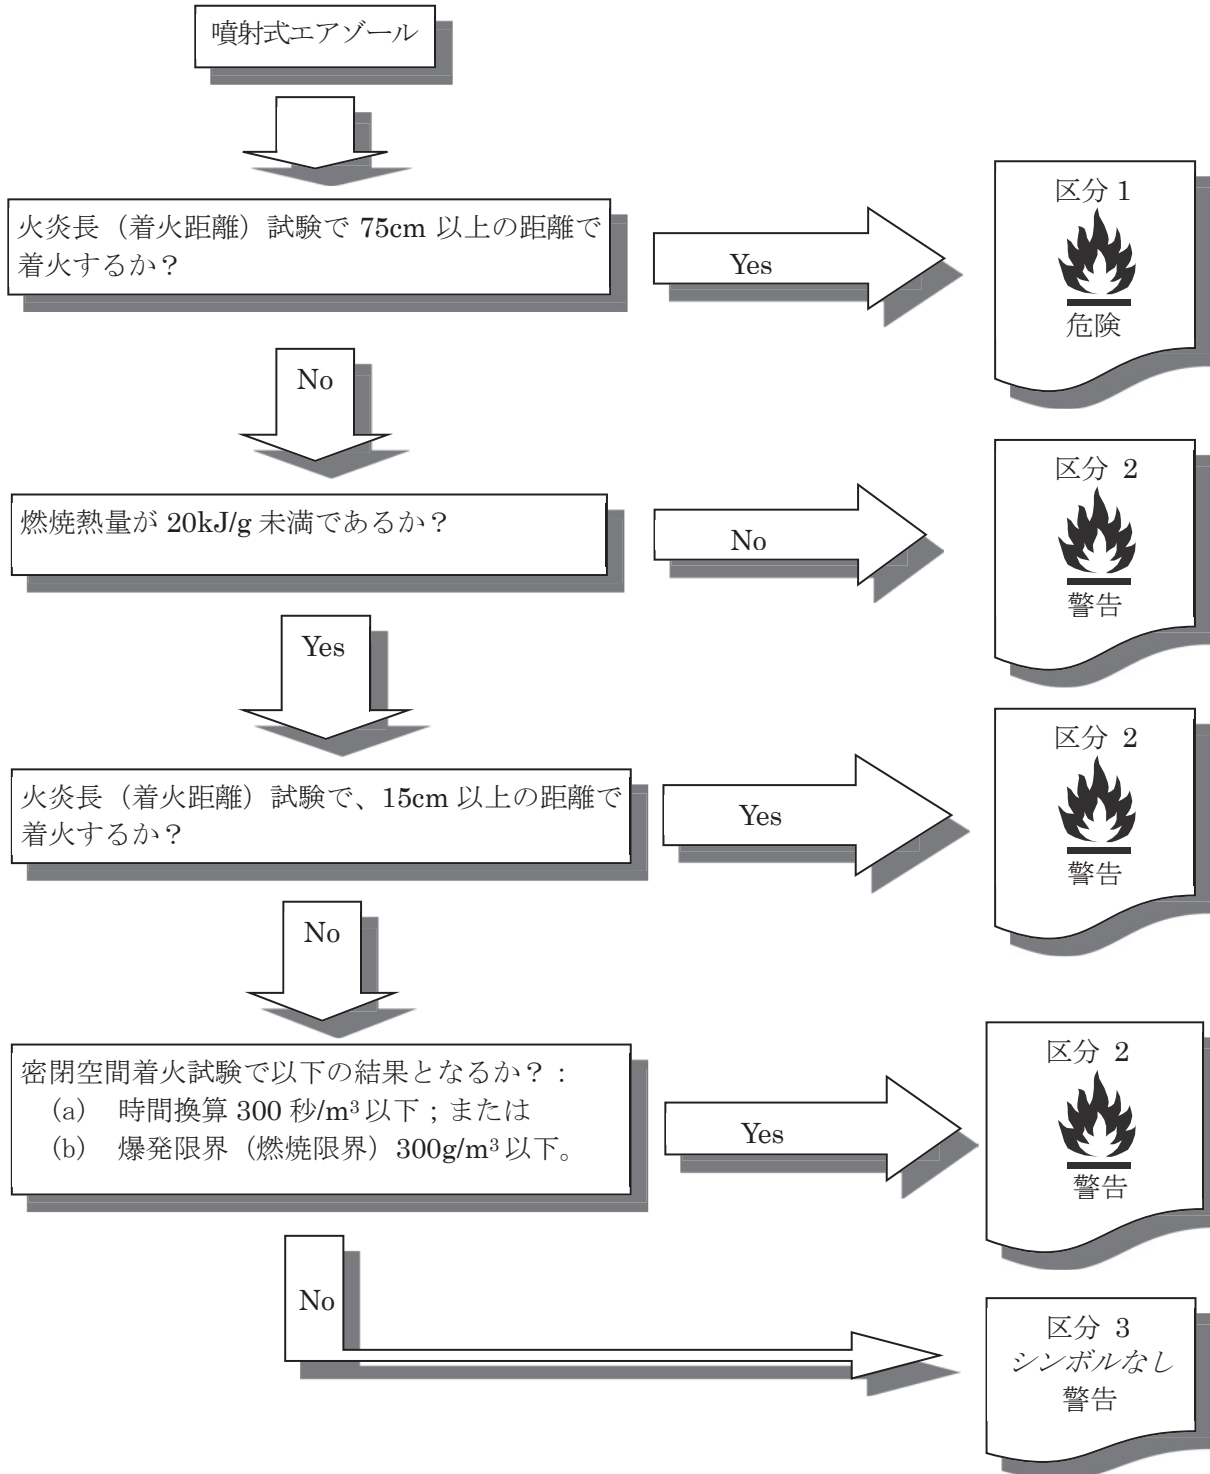 噴射式エアゾール
火炎長（着火距離）試験で 75cm 以上の距離で
着火するか？
Yes
区分 1
危険
No
燃焼熱量が 20kJ/g 未満であるか？
No
区分 2
警告
Yes
火炎長（着火距離）試験で、15cm 以上の距離で
着火するか？
Yes
区分 2
警告
No
密閉空間着火試験で以下の結果となるか？：
(a) 時間換算 300 秒/m³以下；または
(b) 爆発限界（燃焼限界）300g/m³以下。
Yes
区分 2
警告
No
区分 3
シンボルなし
警告